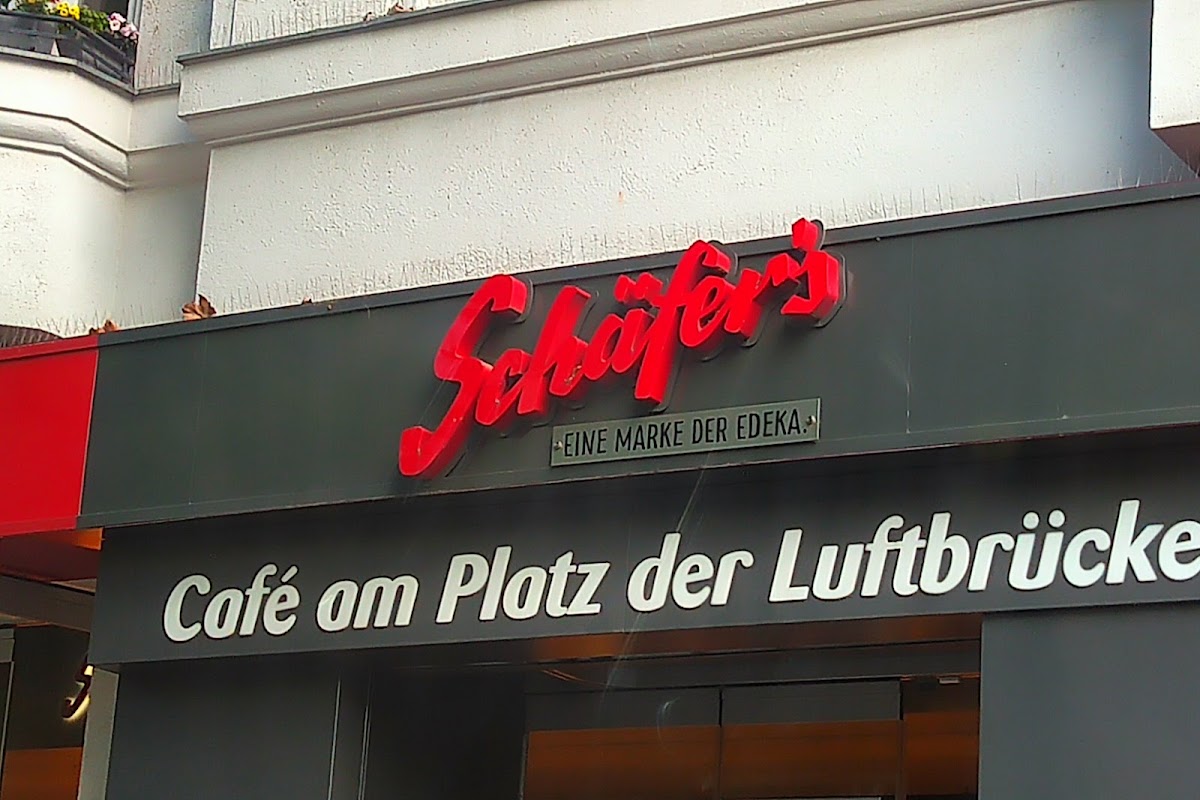 Schäfer's
EINE MARKE DER EDEKA.
Café am Platz der Luftbrücke